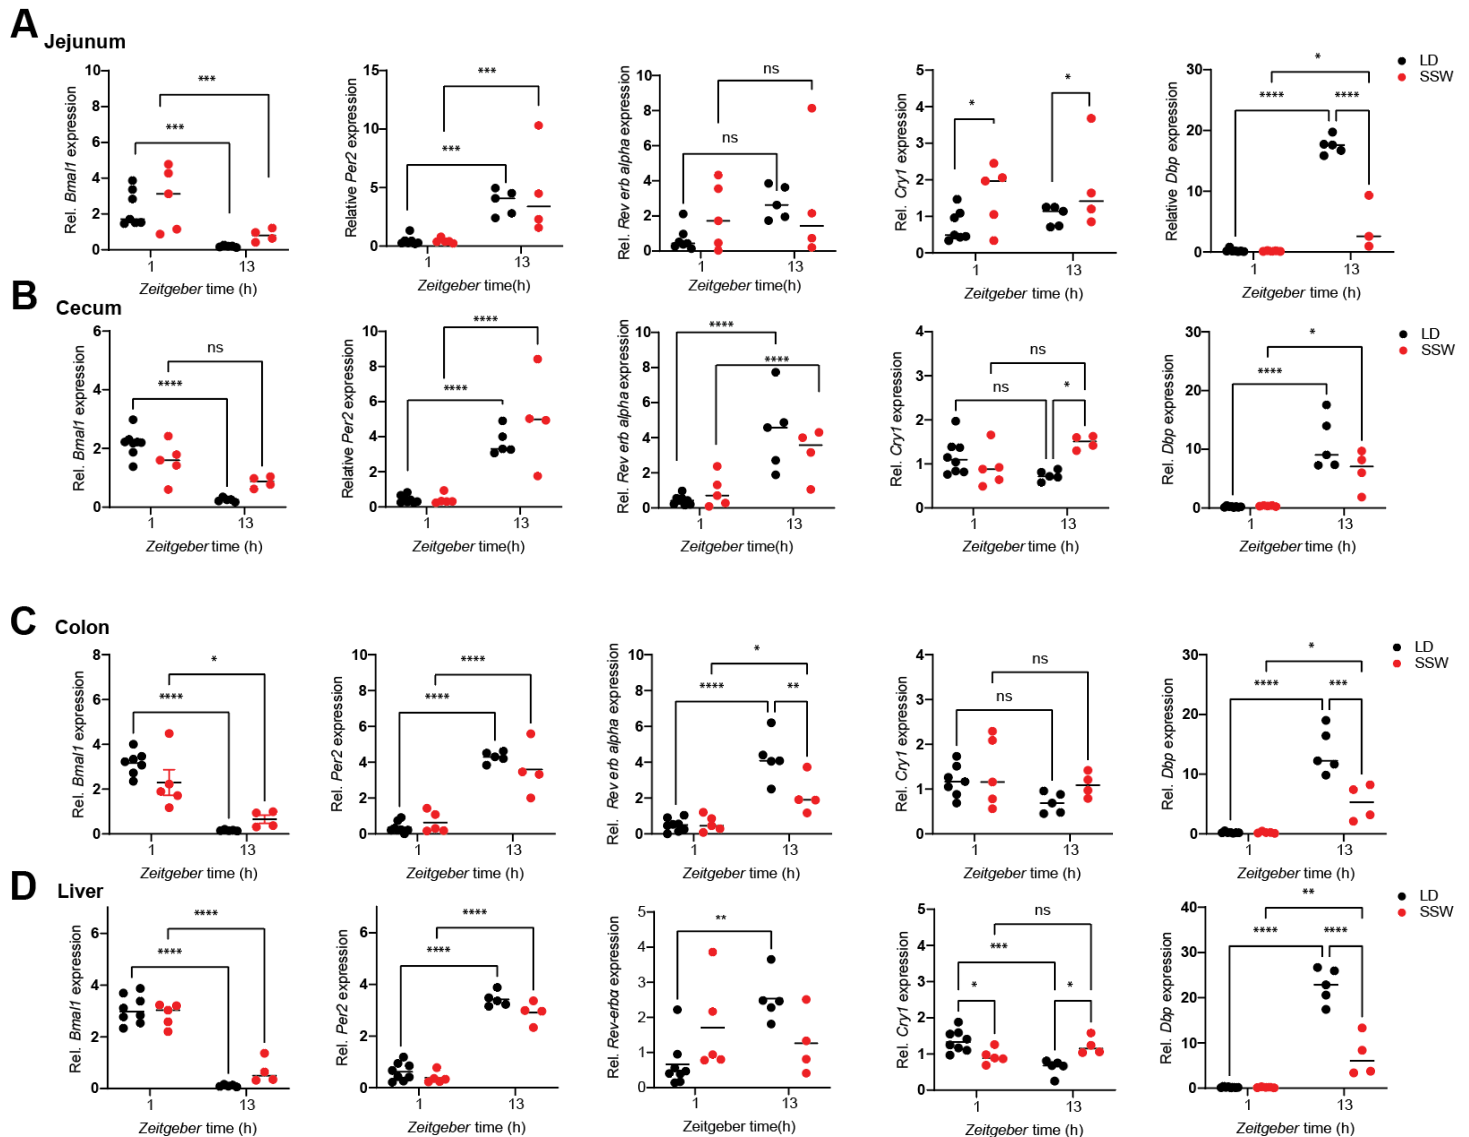 A
Jejunum
Rel. Bmal1 expression
10
8
6
4
2
0
***
***
1
13
Zeitgeber time (h)
Relative Per2 expression
15
10
5
0
***
***
1
13
Zeitgeber time(h)
Rel. Rev erb alpha expression
10
8
6
4
2
0
ns
ns
1
13
Zeitgeber time(h)
Rel. Cry1 expression
5
4
3
2
1
0
*
*
1
13
Zeitgeber time (h)
Relative Dbp expression
30
20
10
0
*
****
****
1
13
Zeitgeber time (h)
LD
SSW
B
Cecum
Rel. Bmal1 expression
6
4
2
0
ns
****
1
13
Zeitgeber time (h)
Relative Per2 expression
10
8
6
4
2
0
****
****
1
13
Zeitgeber time(h)
Rel. Rev erb alpha expression
10
8
6
4
2
0
****
****
1
13
Zeitgeber time(h)
Rel. Cry1 expression
4
3
2
1
0
ns
ns
*
1
13
Zeitgeber time (h)
Rel. Dbp expression
30
20
10
0
*
****
1
13
Zeitgeber time (h)
LD
SSW
C
Colon
Rel. Bmal1 expression
8
6
4
2
0
*
****
1
13
Zeitgeber time (h)
Rel. Per2 expression
10
8
6
4
2
0
****
****
1
13
Zeitgeber time (h)
Rel. Rev erb alpha expression
10
8
6
4
2
0
*
****
**
1
13
Zeitgeber time (h)
Rel. Cry1 expression
4
3
2
1
0
ns
ns
1
13
Zeitgeber time (h)
Rel. Dbp expression
30
20
10
0
*
****
***
1
13
Zeitgeber time (h)
LD
SSW
D
Liver
Rel. Bmal1 expression
6
4
2
0
****
****
1
13
Zeitgeber time (h)
Rel. Per2 expression
6
4
2
0
****
****
1
13
Zeitgeber time (h)
Rel. Rev-erbα expression
5
4
3
2
1
0
**
1
13
Zeitgeber time(h)
Rel. Cry1 expression
5
4
3
2
1
0
ns
***
*
*
1
13
Zeitgeber time (h)
Rel. Dbp expression
40
30
20
10
0
**
****
****
1
13
Zeitgeber time (h)
LD
SSW